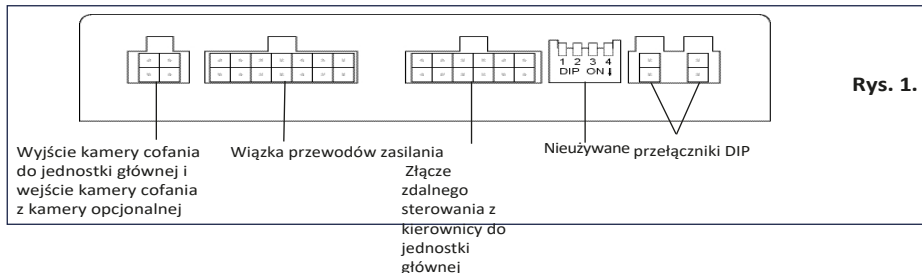 1 2 3 4
DIP ON↓
Rys. 1.
Wyjście kamery cofania
do jednostki głównej i
wejście kamery cofania
z kamery opcjonalnej
Wiązka przewodów zasilania
Złącze
zdalnego
sterowania z
kierownicy do
jednostki
głównej
Nieużywane przełączniki DIP